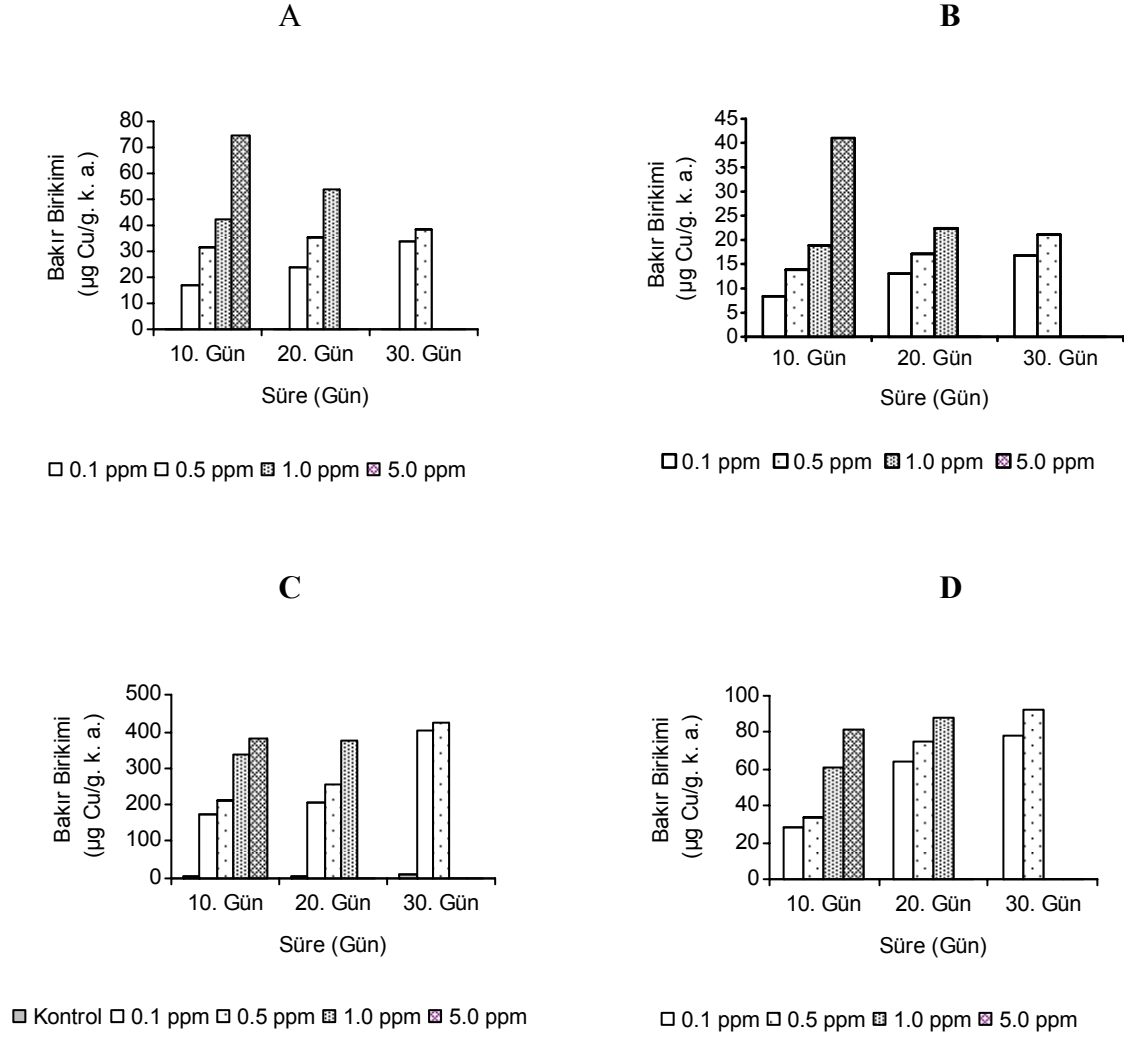 A
80
70
60
50
40
30
20
10
0
Bakır Birikimi
(µg Cu/g. k. a.)
10. Gün 20. Gün 30. Gün
Süre (Gün)
0.1 ppm 0.5 ppm 1.0 ppm 5.0 ppm
B
45
40
35
30
25
20
15
10
5
0
Bakır Birikimi
(µg Cu/g. k. a.)
10. Gün 20. Gün 30. Gün
Süre (Gün)
0.1 ppm 0.5 ppm 1.0 ppm 5.0 ppm
C
500
400
300
200
100
0
Bakır Birikimi
(µg Cu/g. k. a.)
10. Gün 20. Gün 30. Gün
Süre (Gün)
Kontrol 0.1 ppm 0.5 ppm 1.0 ppm 5.0 ppm
D
100
80
60
40
20
0
Bakır Birikimi
(µg Cu/g. k. a.)
10. Gün 20. Gün 30. Gün
Süre (Gün)
0.1 ppm 0.5 ppm 1.0 ppm 5.0 ppm